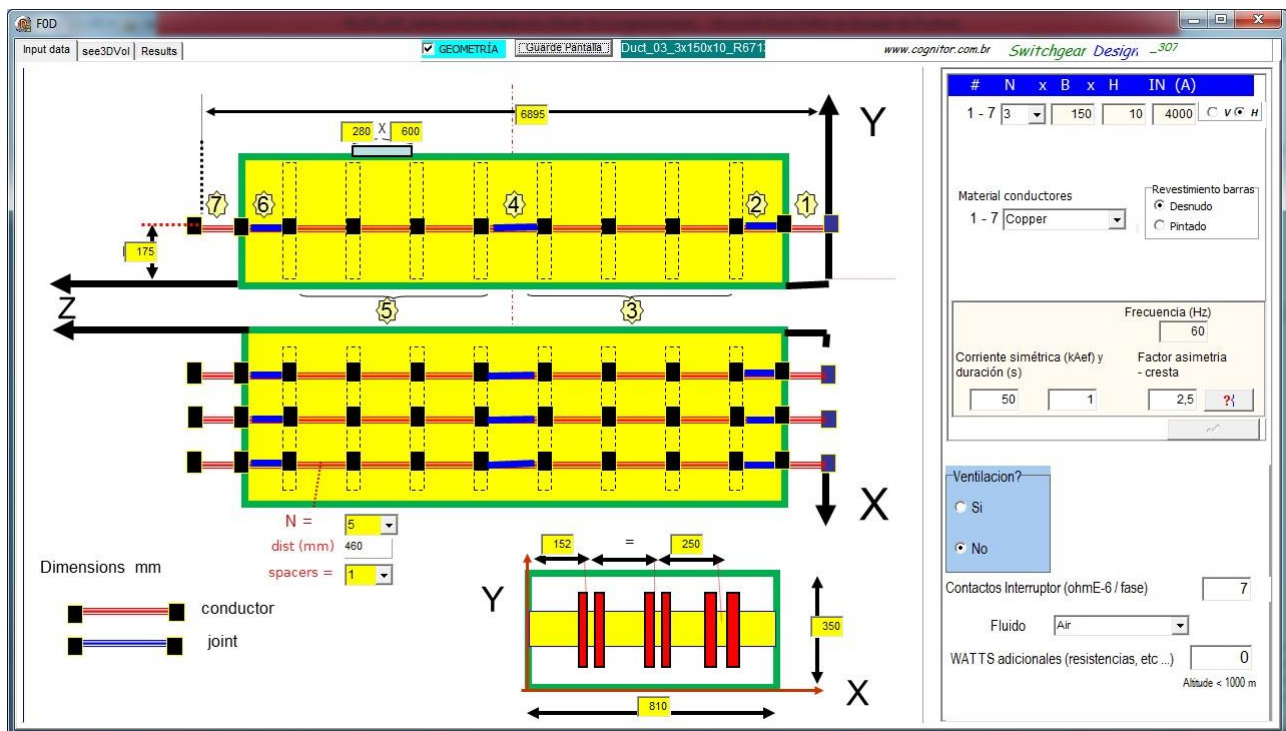 F0D
Input data see3DVol Results
GEOMETRÍA Guarde Pantalla Duct_03_3x150x10_R671 www.cognitor.com.br Switchgear Design _307
6895
Y
280 X 600
7 6 4 2 1
175
Z
5 3
X
N = 5
dist (mm) 460
spacers = 1
Dimensions mm
conductor
joint
152 = 250
Y
350
X
810
# N x B x H IN (A)
1 - 7 3 150 10 4000 V H
Material conductores
1 - 7 Copper
Revestimiento barras
Desnudo
Pintado
Frecuencia (Hz)
60
Corriente simétrica (kAef) y
duración (s)
50 1
Factor asimetria
- cresta
2,5 ?
Ventilacion?
Si
No
Contactos Interruptor (ohmE-6 / fase) 7
Fluido Air
WATTS adicionales (resistencias, etc ...) 0
Altitude < 1000 m